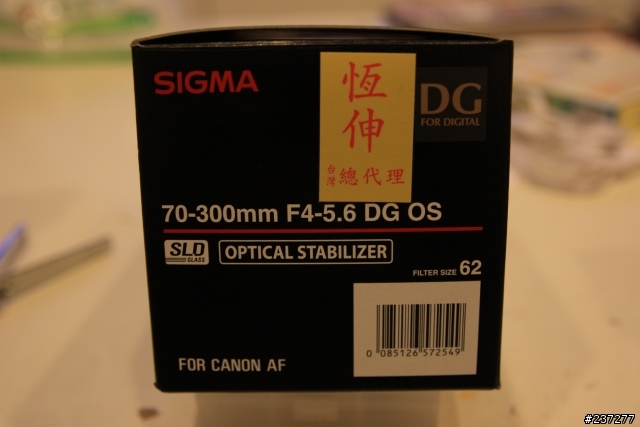 SIGMA
恆
伸
台灣 總代理
DG
FOR DIGITAL
70-300mm F4-5.6 DG OS
SLD
GLASS
OPTICAL STABILIZER
FILTER SIZE 62
0 085126 572549
FOR CANON AF
#237277